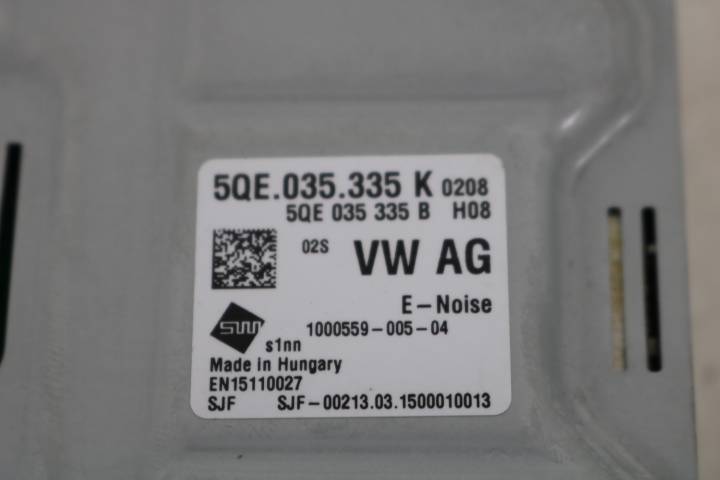 5QE.035.335 K 0208
5QE 035 335 B H08
02S VW AG
E-Noise
1000559-005-04
s1nn
Made in Hungary
EN15110027
SJF SJF-00213.03.1500010013